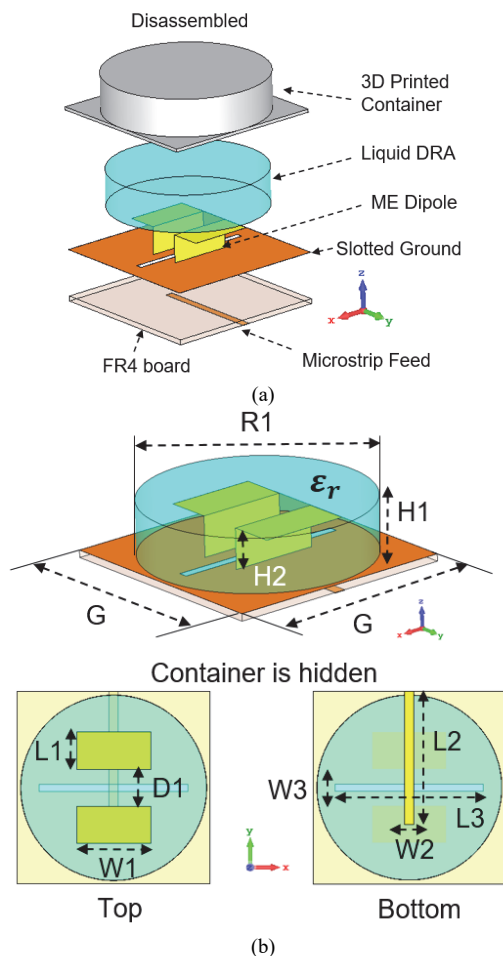 Disassembled
3D Printed
Container
Liquid DRA
ME Dipole
Slotted Ground
z
x
y
FR4 board
Microstrip Feed
(a)
R1
εr
H1
H2
G
G
z
x
y
Container is hidden
L1
D1
W1
L2
W3
L3
W2
y
x
Top
Bottom
(b)